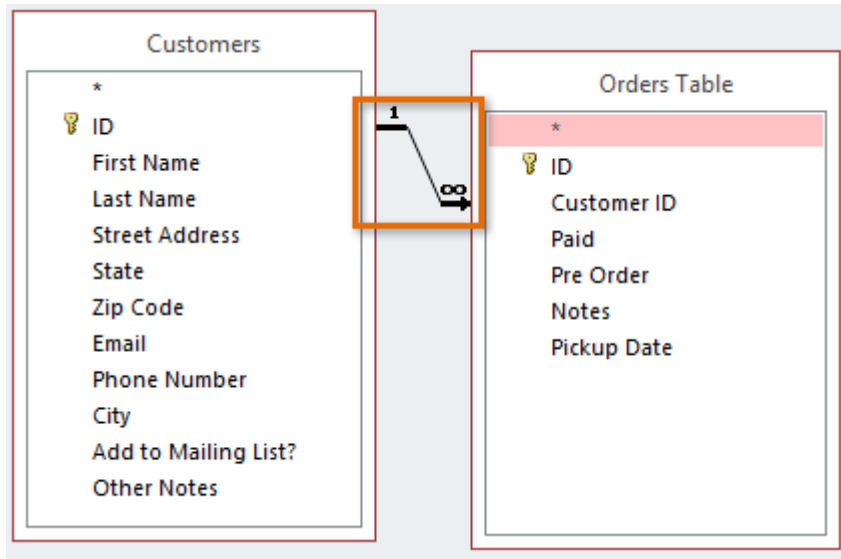 Customers
*
ID
First Name
Last Name
Street Address
State
Zip Code
Email
Phone Number
City
Add to Mailing List?
Other Notes
1
∞
Orders Table
*
ID
Customer ID
Paid
Pre Order
Notes
Pickup Date